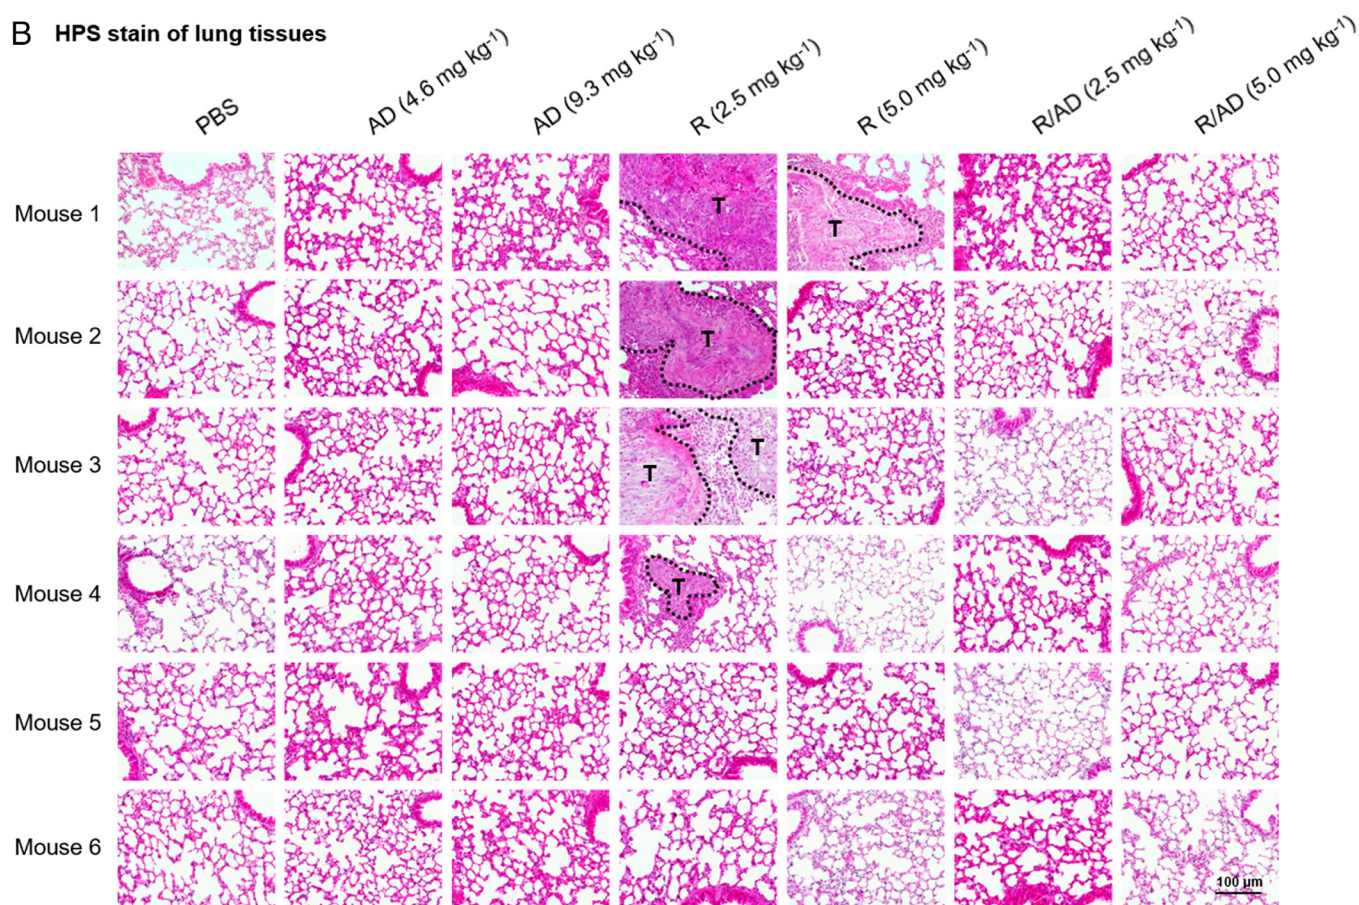 B HPS stain of lung tissues
PBS
AD (4.6 mg kg⁻¹)
AD (9.3 mg kg⁻¹)
R (2.5 mg kg⁻¹)
R (5.0 mg kg⁻¹)
R/AD (2.5 mg kg⁻¹)
R/AD (5.0 mg kg⁻¹)
Mouse 1
T
T
Mouse 2
T
Mouse 3
T
T
Mouse 4
T
Mouse 5
Mouse 6
100 µm